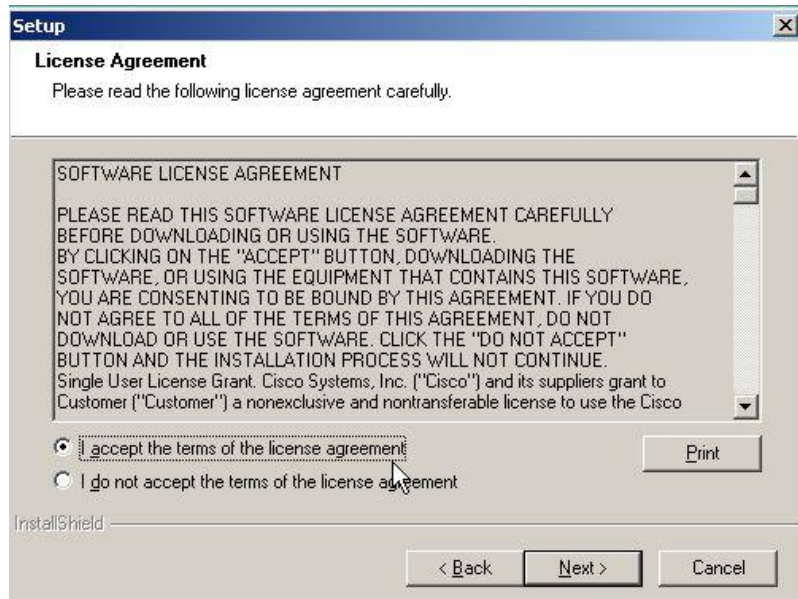 Setup
License Agreement
Please read the following license agreement carefully.
SOFTWARE LICENSE AGREEMENT
PLEASE READ THIS SOFTWARE LICENSE AGREEMENT CAREFULLY
BEFORE DOWNLOADING OR USING THE SOFTWARE.
BY CLICKING ON THE "ACCEPT" BUTTON, DOWNLOADING THE
SOFTWARE, OR USING THE EQUIPMENT THAT CONTAINS THIS SOFTWARE,
YOU ARE CONSENTING TO BE BOUND BY THIS AGREEMENT. IF YOU DO
NOT AGREE TO ALL OF THE TERMS OF THIS AGREEMENT, DO NOT
DOWNLOAD OR USE THE SOFTWARE. CLICK THE "DO NOT ACCEPT"
BUTTON AND THE INSTALLATION PROCESS WILL NOT CONTINUE.
Single User License Grant. Cisco Systems, Inc. ("Cisco") and its suppliers grant to
Customer ("Customer") a nonexclusive and nontransferable license to use the Cisco
I accept the terms of the license agreement
Print
I do not accept the terms of the license agreement
InstallShield
< Back
Next >
Cancel